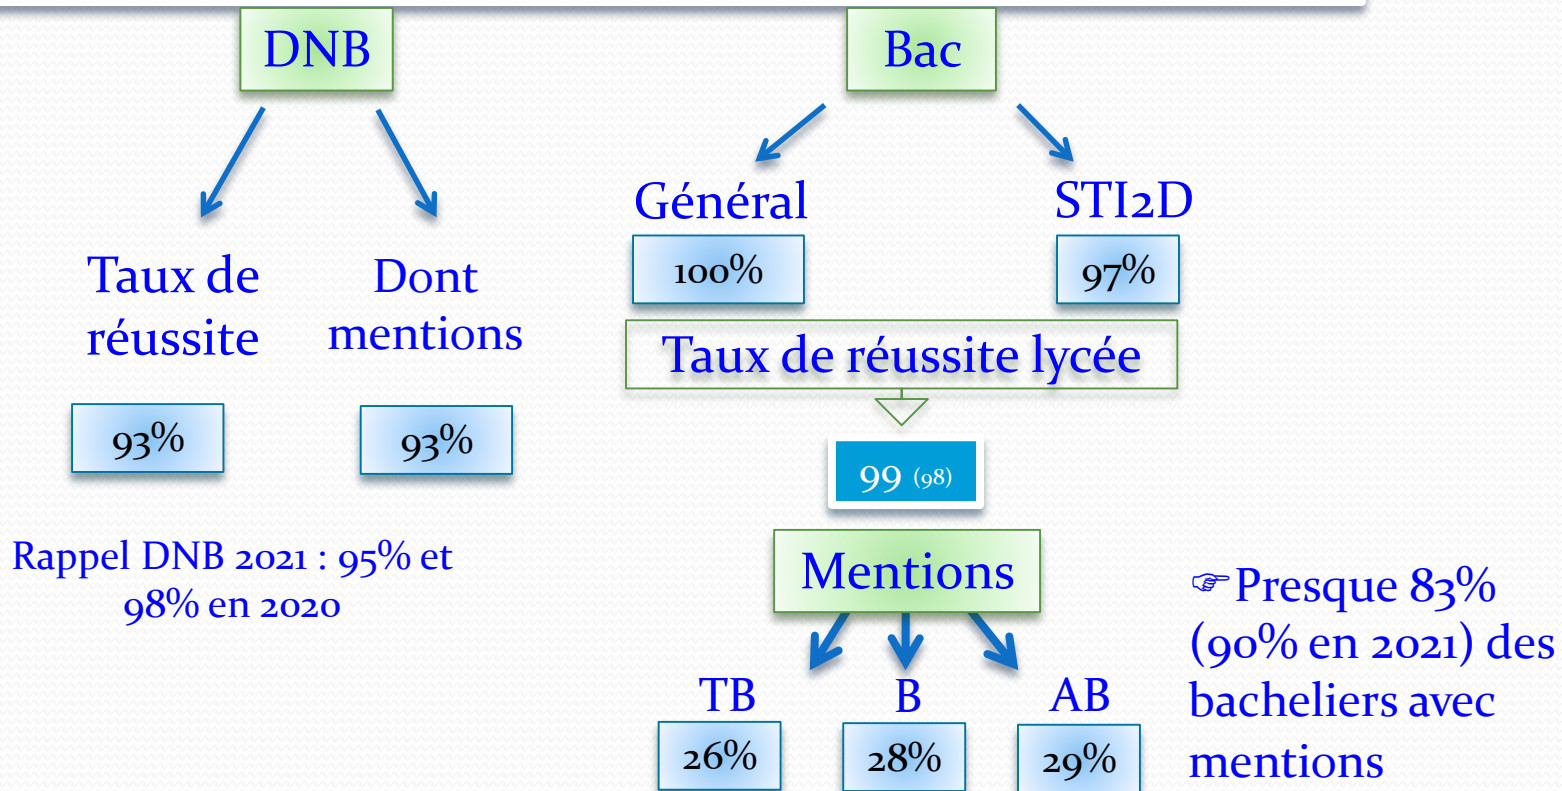 DNB
Taux de
réussite
Dont
mentions
93%
93%
Rappel DNB 2021 : 95% et
98% en 2020
Bac
Général
STI2D
100%
97%
Taux de réussite lycée
99 (98)
Mentions
TB
B
AB
26%
28%
29%
☞Presque 83%
(90% en 2021) des
bacheliers avec
mentions